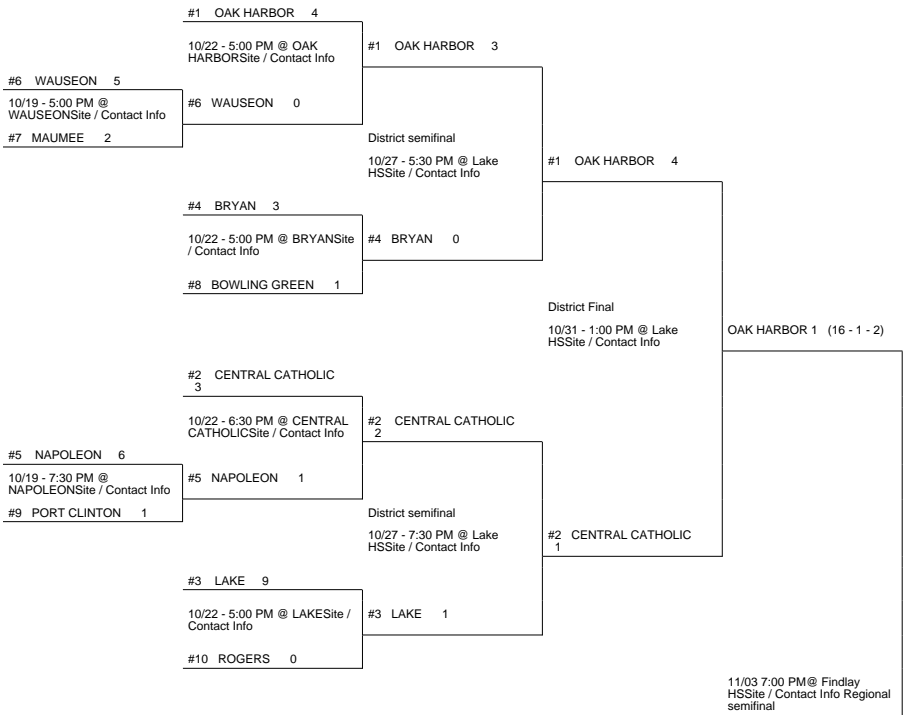 #1 OAK HARBOR 4
10/22 - 5:00 PM @ OAK
HARBORSite / Contact Info
#1 OAK HARBOR 3
#6 WAUSEON 5
10/19 - 5:00 PM @
WAUSEONSite / Contact Info
#6 WAUSEON 0
#7 MAUMEE 2
District semifinal
10/27 - 5:30 PM @ Lake
HSSite / Contact Info
#1 OAK HARBOR 4
#4 BRYAN 3
10/22 - 5:00 PM @ BRYANSite
/ Contact Info
#4 BRYAN 0
#8 BOWLING GREEN 1
District Final
10/31 - 1:00 PM @ Lake
HSSite / Contact Info
OAK HARBOR 1 (16 - 1 - 2)
#2 CENTRAL CATHOLIC
3
10/22 - 6:30 PM @ CENTRAL
CATHOLICSite / Contact Info
#2 CENTRAL CATHOLIC
2
#5 NAPOLEON 6
10/19 - 7:30 PM @
NAPOLEONSite / Contact Info
#5 NAPOLEON 1
#9 PORT CLINTON 1
District semifinal
10/27 - 7:30 PM @ Lake
HSSite / Contact Info
#2 CENTRAL CATHOLIC
1
#3 LAKE 9
10/22 - 5:00 PM @ LAKESite /
Contact Info
#3 LAKE 1
#10 ROGERS 0
11/03 7:00 PM@ Findlay
HSSite / Contact Info Regional
semifinal